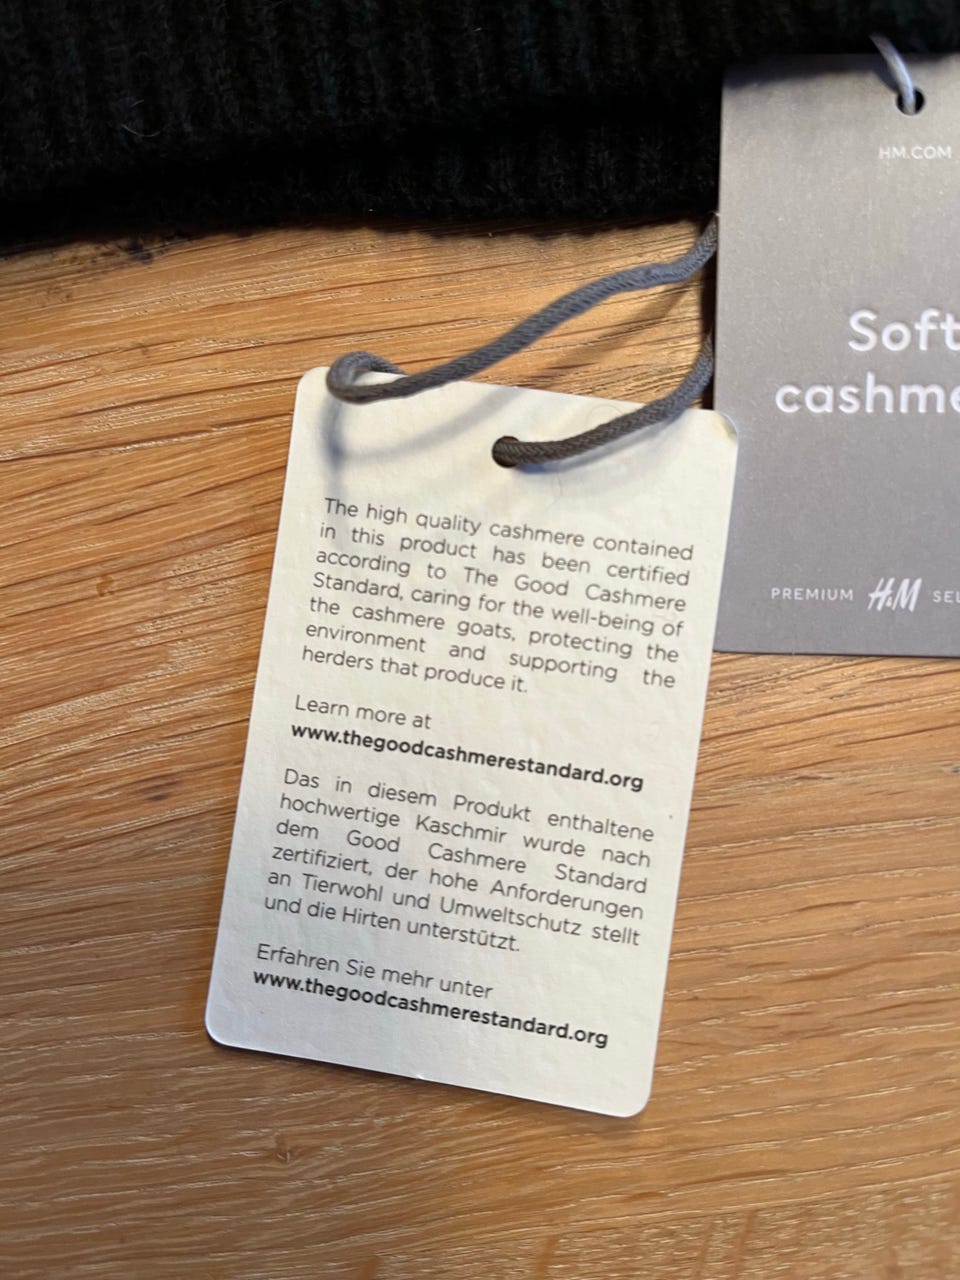 HM.COM
Soft
PREMIUM H&M
The high quality cashmere contained
in this product has been certified
according to The Good Cashmere
Standard, caring for the well-being of
the cashmere goats, protecting the
environment and supporting the
herders that produce it.
Learn more at
www.thegoodcashmerestandard.org
Das in diesem Produkt enthaltene
hochwertige Kaschmir wurde nach
dem Good Cashmere Standard
zertifiziert, der hohe Anforderungen
an Tierwohl und Umweltschutz stellt
und die Hirten unterstützt.
Erfahren Sie mehr unter
www.thegoodcashmerestandard.org